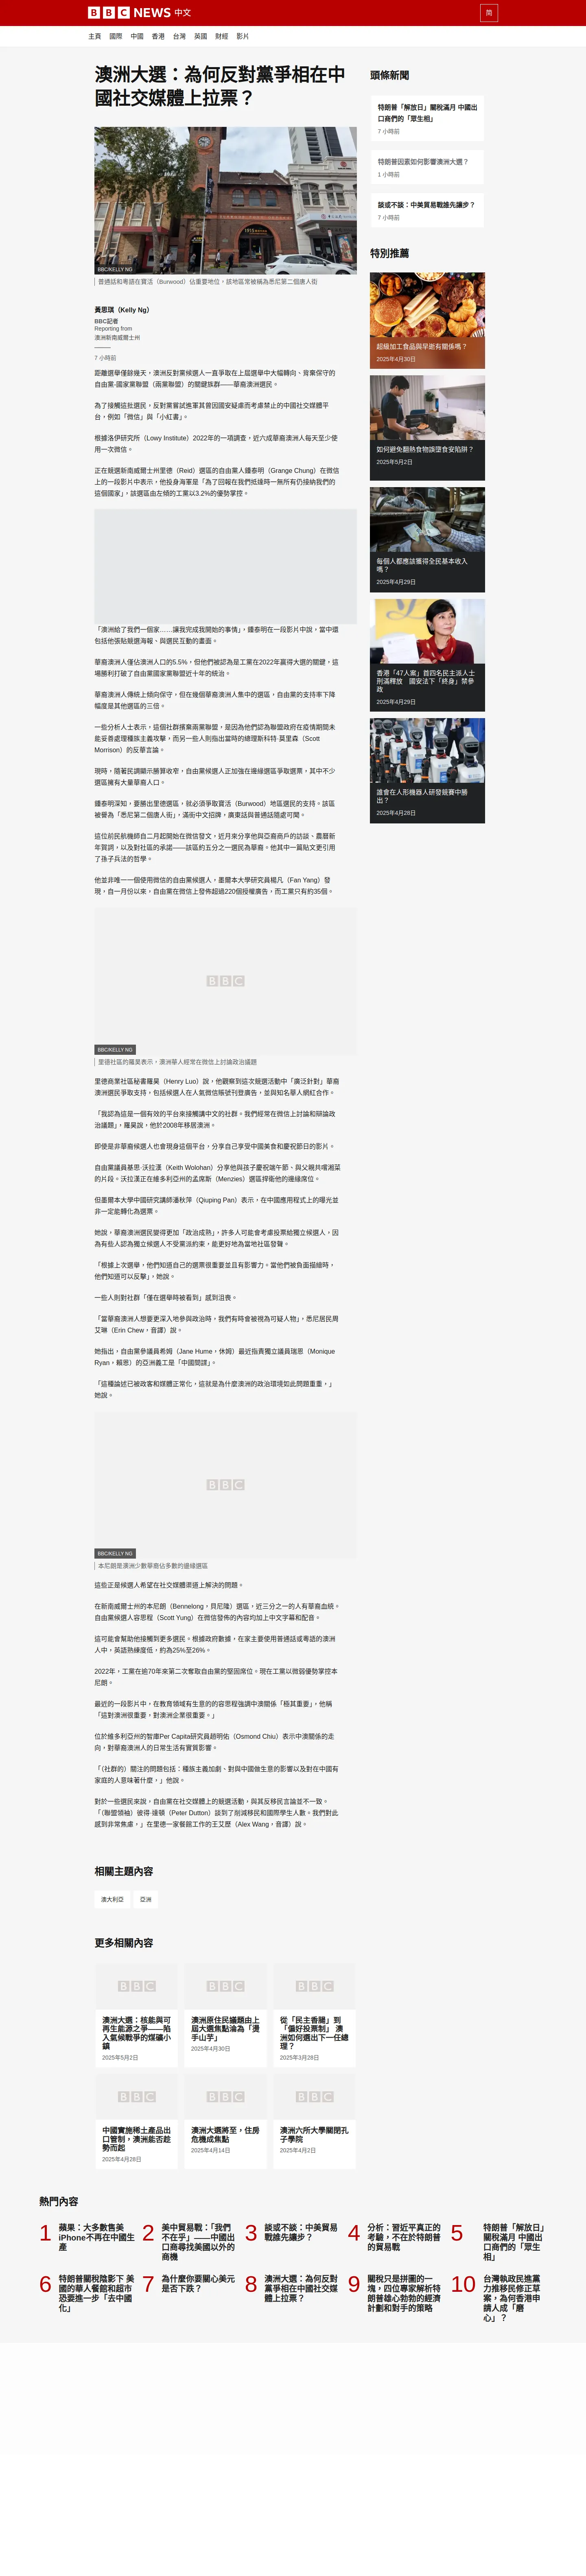 BBC NEWS 中文
简
主頁 國際 中國 香港 台灣 英國 財經 影片
澳洲大選：為何反對黨爭相在中
國社交媒體上拉票？
BBC/KELLY NG
普通話和粵語在寶活（Burwood）佔重要地位，該地區常被稱為悉尼第二個唐人街
黃思琪（Kelly Ng）
BBC記者
Reporting from
澳洲新南威爾士州
7 小時前
距離選舉僅餘幾天，澳洲反對黨候選人一直爭取在上屆選舉中大幅轉向、背棄保守的
自由黨-國家黨聯盟（兩黨聯盟）的關鍵族群——華裔澳洲選民。
為了接觸這批選民，反對黨嘗試進軍其曾因國安疑慮而考慮禁止的中國社交媒體平
台，例如「微信」與「小紅書」。
根據洛伊研究所（Lowy Institute）2022年的一項調查，近六成華裔澳洲人每天至少使
用一次微信。
正在競選新南威爾士州里德（Reid）選區的自由黨人鍾泰明（Grange Chung）在微信
上的一段影片中表示，他投身海軍是「為了回報在我們抵達時一無所有仍接納我們的
這個國家」，該選區由左傾的工黨以3.2%的優勢掌控。
「澳洲給了我們一個家……讓我完成我開始的事情」，鍾泰明在一段影片中說，當中還
包括他張貼競選海報、與選民互動的畫面。
華裔澳洲人僅佔澳洲人口的5.5%，但他們被認為是工黨在2022年贏得大選的關鍵，這
場勝利打破了自由黨國家黨聯盟近十年的統治。
華裔澳洲人傳統上傾向保守，但在幾個華裔澳洲人集中的選區，自由黨的支持率下降
幅度是其他選區的三倍。
一些分析人士表示，這個社群擯棄兩黨聯盟，是因為他們認為聯盟政府在疫情期間未
能妥善處理種族主義攻擊，而另一些人則指出當時的總理斯科特·莫里森（Scott
Morrison）的反華言論。
現時，隨著民調顯示勝算收窄，自由黨候選人正加強在邊緣選區爭取選票，其中不少
選區擁有大量華裔人口。
鍾泰明深知，要勝出里德選區，就必須爭取寶活（Burwood）地區選民的支持。該區
被譽為「悉尼第二個唐人街」，滿街中文招牌，廣東話與普通話隨處可聞。
這位前民航機師自二月起開始在微信發文，近月來分享他與亞裔商戶的訪談、農曆新
年賀詞，以及對社區的承諾——該區約五分之一選民為華裔。他其中一篇貼文更引用
了孫子兵法的哲學。
他並非唯一一個使用微信的自由黨候選人，墨爾本大學研究員楊凡（Fan Yang）發
現，自一月份以來，自由黨在微信上發佈超過220個授權廣告，而工黨只有約35個。
BBC
BBC/KELLY NG
里德社區的羅昊表示，澳洲華人經常在微信上討論政治議題
里德商業社區秘書羅昊（Henry Luo）說，他觀察到這次競選活動中「廣泛針對」華裔
澳洲選民爭取支持，包括候選人在人氣微信賬號刊登廣告，並與知名華人網紅合作。
「我認為這是一個有效的平台來接觸講中文的社群。我們經常在微信上討論和辯論政
治議題」，羅昊說，他於2008年移居澳洲。
即使是非華裔候選人也會現身這個平台，分享自己享受中國美食和慶祝節日的影片。
自由黨議員基思·沃拉漢（Keith Wolohan）分享他與孩子慶祝端午節、與父親共嚐湘菜
的片段。沃拉漢正在維多利亞州的孟席斯（Menzies）選區捍衛他的邊緣席位。
但墨爾本大學中國研究講師潘秋萍（Qiuping Pan）表示，在中國應用程式上的曝光並
非一定能轉化為選票。
她說，華裔澳洲選民變得更加「政治成熟」，許多人可能會考慮投票給獨立候選人，因
為有些人認為獨立候選人不受黨派約束，能更好地為當地社區發聲。
「根據上次選舉，他們知道自己的選票很重要並且有影響力。當他們被負面描繪時，
他們知道可以反擊」，她說。
一些人則對社群「僅在選舉時被看到」感到沮喪。
「當華裔澳洲人想要更深入地參與政治時，我們有時會被視為可疑人物」，悉尼居民周
艾琳（Erin Chew，音譯）說。
她指出，自由黨參議員希姆（Jane Hume，休姆）最近指責獨立議員瑞恩（Monique
Ryan，賴恩）的亞洲義工是「中國間諜」。
「這種論述已被政客和媒體正常化，這就是為什麼澳洲的政治環境如此問題重重，」
她說。
BBC
BBC/KELLY NG
本尼朗是澳洲少數華裔佔多數的邊緣選區
這些正是候選人希望在社交媒體渠道上解決的問題。
在新南威爾士州的本尼朗（Bennelong，貝尼隆）選區，近三分之一的人有華裔血統。
自由黨候選人容思程（Scott Yung）在微信發佈的內容均加上中文字幕和配音。
這可能會幫助他接觸到更多選民。根據政府數據，在家主要使用普通話或粵語的澳洲
人中，英語熟練度低，約為25%至26%。
2022年，工黨在逾70年來第二次奪取自由黨的堅固席位。現在工黨以微弱優勢掌控本
尼朗。
最近的一段影片中，在教育領域有生意的的容思程強調中澳關係「極其重要」，他稱
「這對澳洲很重要，對澳洲企業很重要。」
位於維多利亞州的智庫Per Capita研究員趙明佑（Osmond Chiu）表示中澳關係的走
向，對華裔澳洲人的日常生活有實質影響。
「（社群的）關注的問題包括：種族主義加劇、對與中國做生意的影響以及對在中國有
家庭的人意味著什麼，」他說。
對於一些選民來說，自由黨在社交媒體上的競選活動，與其反移民言論並不一致。
「（聯盟領袖）彼得·達頓（Peter Dutton）談到了削減移民和國際學生人數。我們對此
感到非常焦慮，」在里德一家餐館工作的王艾歷（Alex Wang，音譯）說。
相關主題內容
澳大利亞 亞洲
更多相關內容
BBC BBC BBC
澳洲大選：核能與可再生能源之爭——陷入氣候戰爭的煤礦小鎮
2025年5月2日
澳洲原住民議題由上屆大選焦點淪為「燙手山芋」
2025年4月30日
從「民主香腸」到「偏好投票制」 澳洲如何選出下一任總理？
2025年3月28日
BBC BBC BBC
中國實施稀土產品出口管制，澳洲能否趁勢而起
2025年4月28日
澳洲大選將至，住房危機成焦點
2025年4月14日
澳洲六所大學關閉孔子學院
2025年4月2日
頭條新聞
特朗普「解放日」關稅滿月 中國出
口商們的「眾生相」
7 小時前
特朗普因素如何影響澳洲大選？
1 小時前
談或不談：中美貿易戰誰先讓步？
7 小時前
特別推薦
超級加工食品與早逝有關係嗎？
2025年4月30日
如何避免翻熱食物誤墮食安陷阱？
2025年5月2日
每個人都應該獲得全民基本收入
嗎？
2025年4月29日
香港「47人案」首四名民主派人士
刑滿釋放 國安法下「終身」禁參
政
2025年4月29日
誰會在人形機器人研發競賽中勝
出？
2025年4月28日
熱門內容
1 蘋果：大多數售美iPhone不再在中國生產
2 美中貿易戰：「我們不在乎」——中國出口商尋找美國以外的商機
3 談或不談：中美貿易戰誰先讓步？
4 分析：習近平真正的考驗，不在於特朗普的貿易戰
5 特朗普「解放日」關稅滿月 中國出口商們的「眾生相」
6 特朗普關稅陰影下 美國的華人餐館和超市恐要進一步「去中國化」
7 為什麼你要關心美元是否下跌？
8 澳洲大選：為何反對黨爭相在中國社交媒體上拉票？
9 關稅只是拼圖的一塊，四位專家解析特朗普雄心勃勃的經濟計劃和對手的策略
10 台灣執政民進黨力推移民修正草案，為何香港申請人成「磨心」？